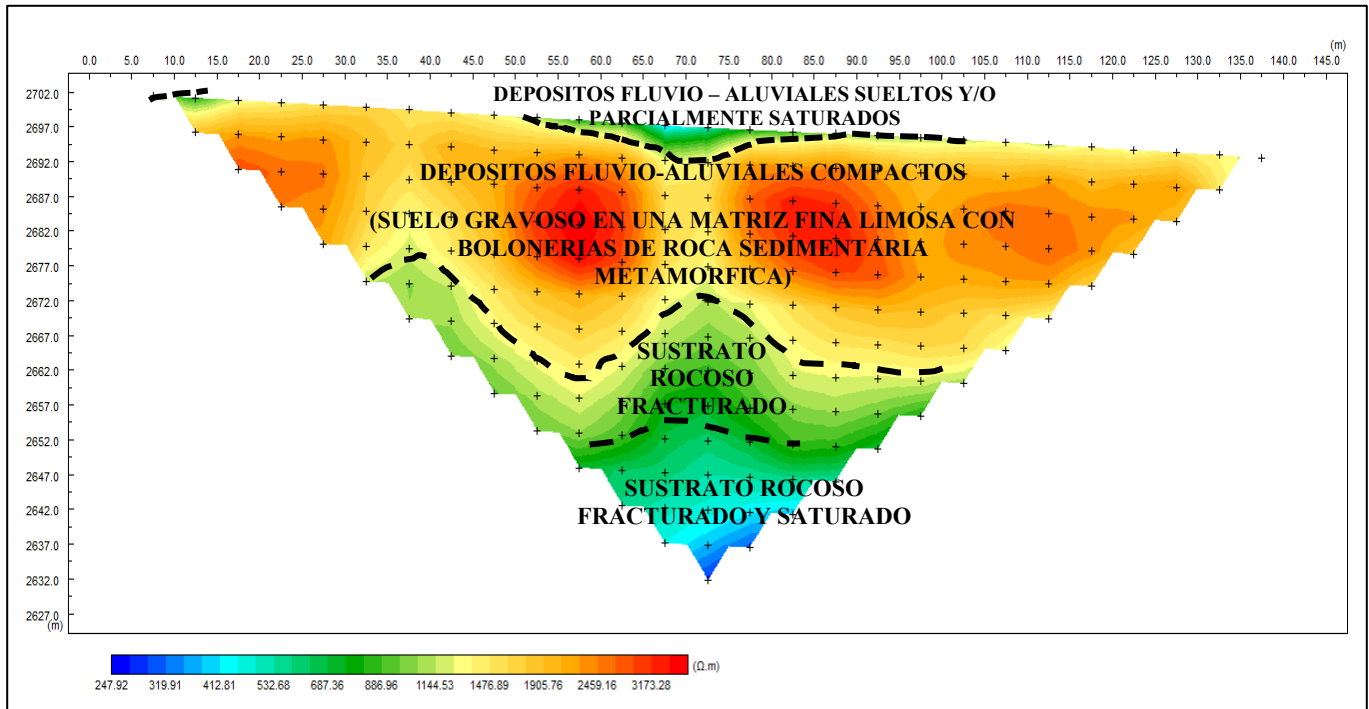 (m)
0.0 5.0 10.0 15.0 20.0 25.0 30.0 35.0 40.0 45.0 50.0 55.0 60.0 65.0 70.0 75.0 80.0 85.0 90.0 95.0 100.0 105.0 110.0 115.0 120.0 125.0 130.0 135.0 140.0 145.0
2702.0
DEPOSITOS FLUVIO – ALUVIALES SUELTOS Y/O
PARCIALMENTE SATURADOS
2697.0
2692.0
DEPOSITOS FLUVIO-ALUVIALES COMPACTOS
2687.0
(SUELO GRAVOSO EN UNA MATRIZ FINA LIMOSA CON
2682.0
BOLONERIAS DE ROCA SEDIMENTARIA
METAMORFICA)
2677.0
2672.0
2667.0
SUSTRATO
2662.0
ROCOSO
2657.0
FRACTURADO
2652.0
2647.0
SUSTRATO ROCOSO
2642.0
FRACTURADO Y SATURADO
2637.0
2632.0
2627.0
(m)
(Ω.m)
247.92 319.91 412.81 532.68 687.36 886.96 1144.53 1476.89 1905.76 2459.16 3173.28